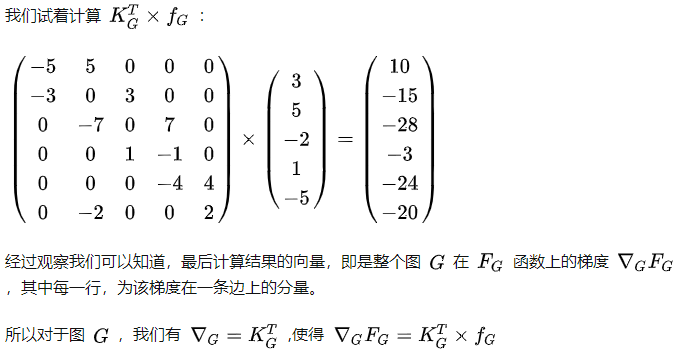 我们试着计算 $K_G^T \times f_G$ ：
$\begin{pmatrix} -5 & 5 & 0 & 0 & 0 \\ -3 & 0 & 3 & 0 & 0 \\ 0 & -7 & 0 & 7 & 0 \\ 0 & 0 & 1 & -1 & 0 \\ 0 & 0 & 0 & -4 & 4 \\ 0 & -2 & 0 & 0 & 2 \end{pmatrix} \times \begin{pmatrix} 3 \\ 5 \\ -2 \\ 1 \\ -5 \end{pmatrix} = \begin{pmatrix} 10 \\ -15 \\ -28 \\ -3 \\ -24 \\ -20 \end{pmatrix}$
经过观察我们可以知道，最后计算结果的向量，即是整个图 $G$ 在 $F_G$ 函数上的梯度 $\nabla_G F_G$
，其中每一行，为该梯度在一条边上的分量。
所以对于图 $G$ ，我们有 $\nabla_G = K_G^T$ ,使得 $\nabla_G F_G = K_G^T \times f_G$